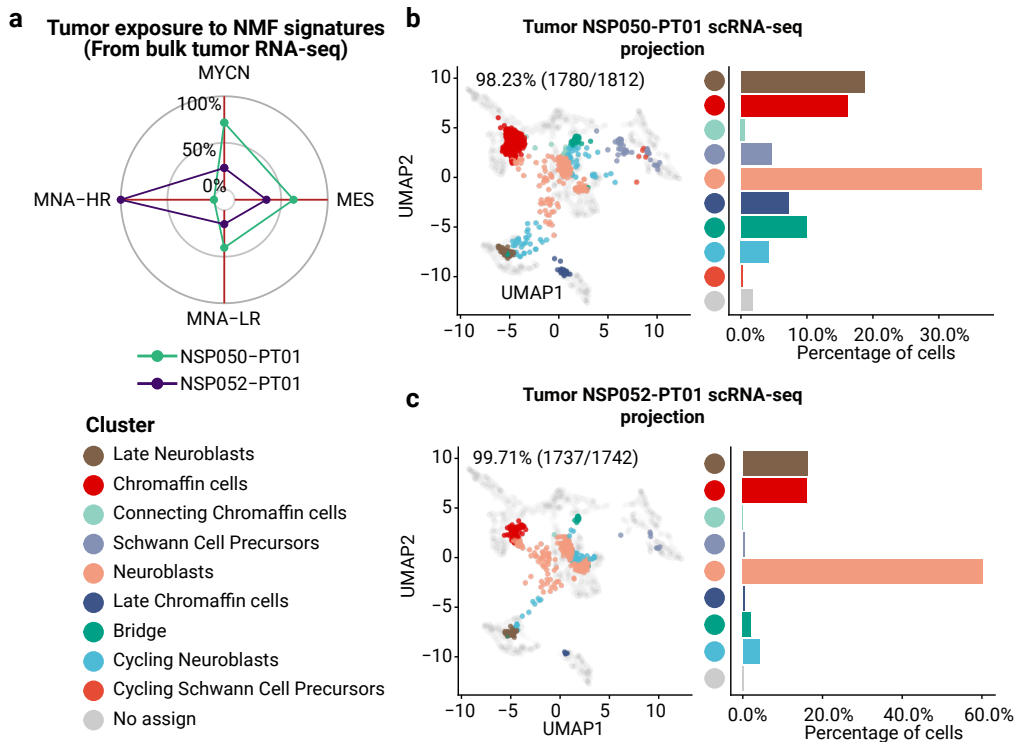 a
Tumor exposure to NMF signatures
(From bulk tumor RNA-seq)
MYCN
100%
50%
0%
MNA−HR
MES
MNA−LR
NSP050−PT01
NSP052−PT01
Cluster
Late Neuroblasts
Chromaffin cells
Connecting Chromaffin cells
Schwann Cell Precursors
Neuroblasts
Late Chromaffin cells
Bridge
Cycling Neuroblasts
Cycling Schwann Cell Precursors
No assign
b
Tumor NSP050-PT01 scRNA-seq
projection
98.23% (1780/1812)
UMAP2
10
5
0
−5
−10
UMAP1
−10 −5 0 5 10
0.0% 10.0% 20.0% 30.0%
Percentage of cells
c
Tumor NSP052-PT01 scRNA-seq
projection
99.71% (1737/1742)
UMAP2
10
5
0
−5
−10
−10 −5 0 5 10
UMAP1
0.0% 20.0% 40.0% 60.0%
Percentage of cells